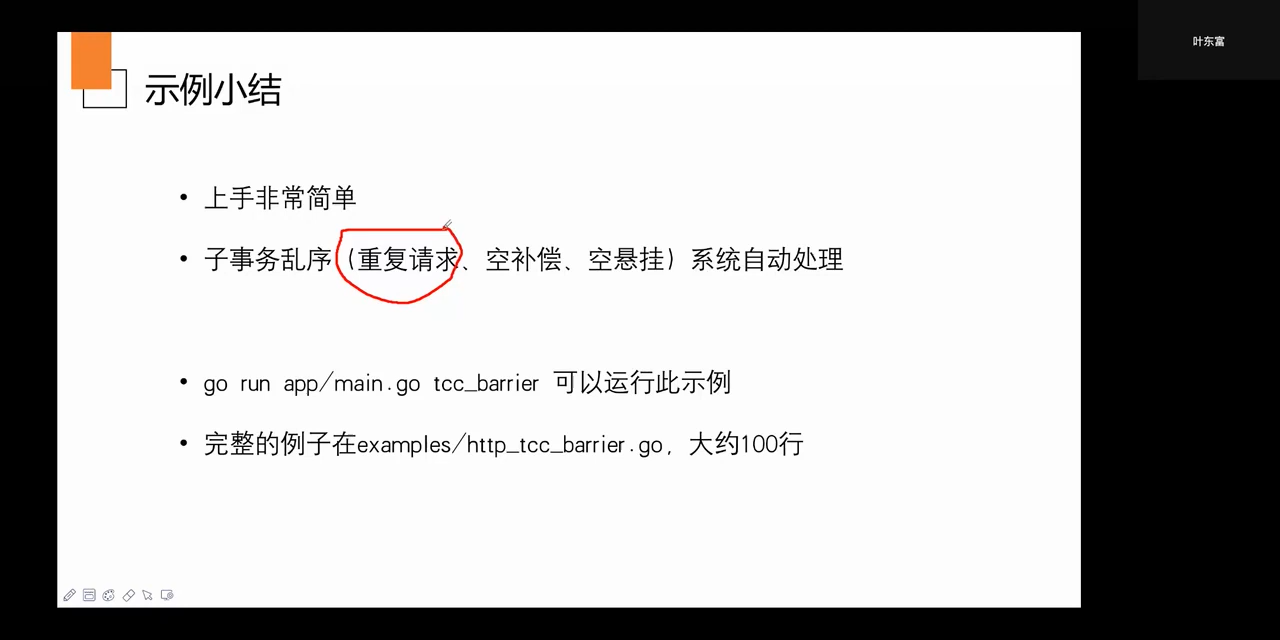 叶东富
示例小结
• 上手非常简单
• 子事务乱序（重复请求、空补偿、空悬挂）系统自动处理
• go run app/main.go tcc_barrier 可以运行此示例
• 完整的例子在examples/http_tcc_barrier.go，大约100行